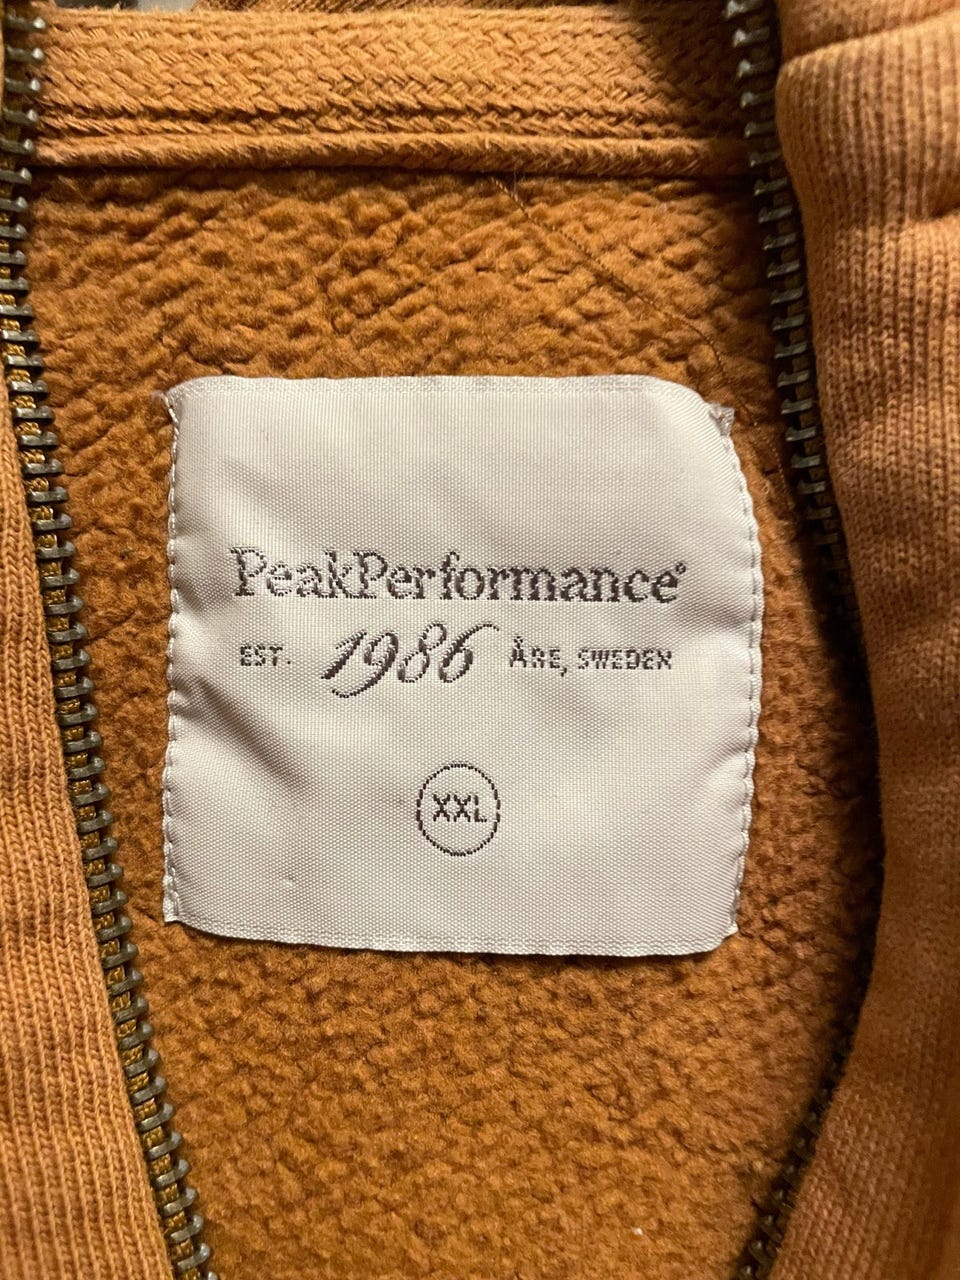 PeakPerformance®
EST. 1986 ÅRE, SWEDEN
XXL